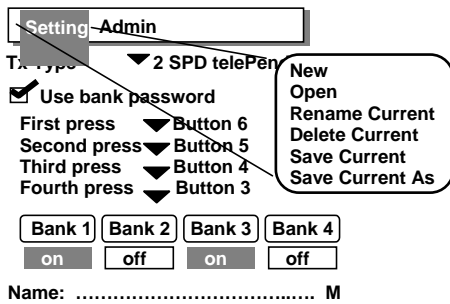 Setting Admin
Tx Type 2 SPD telePen
Use bank password
First press Button 6
Second press Button 5
Third press Button 4
Fourth press Button 3
Bank 1 Bank 2 Bank 3 Bank 4
on off on off
Name: …………………………..…. M
New
Open
Rename Current
Delete Current
Save Current
Save Current As